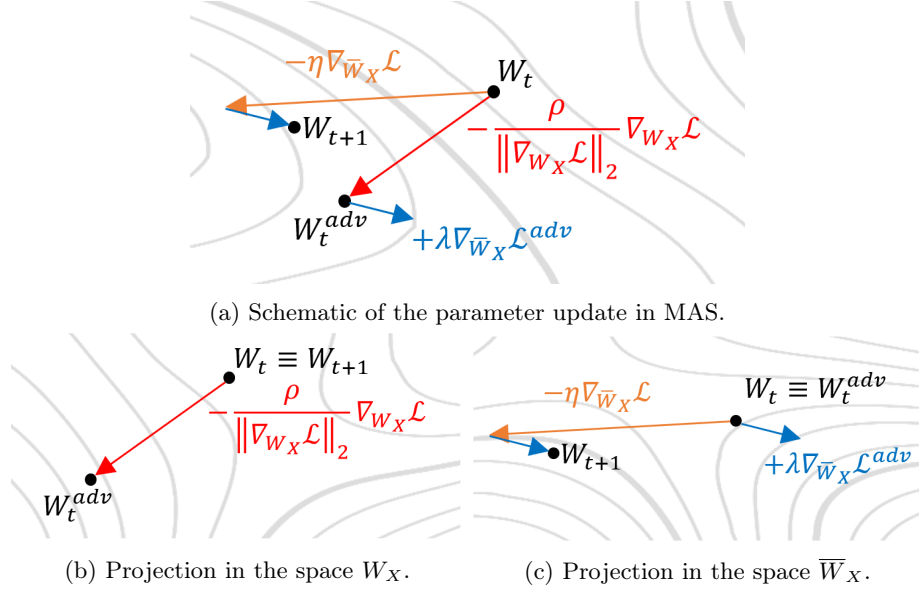 −η∇_{W̅_X}ℒ
W_t
−ρ/‖∇_{W_X}ℒ‖_2 ∇_{W_X}ℒ
W_{t+1}
W_t^{adv}
+λ∇_{W̅_X}ℒ^{adv}
(a) Schematic of the parameter update in MAS.
W_t ≡ W_{t+1}
−ρ/‖∇_{W_X}ℒ‖_2 ∇_{W_X}ℒ
W_t^{adv}
(b) Projection in the space W_X.
−η∇_{W̅_X}ℒ
W_t ≡ W_t^{adv}
W_{t+1}
+λ∇_{W̅_X}ℒ^{adv}
(c) Projection in the space W̅_X.